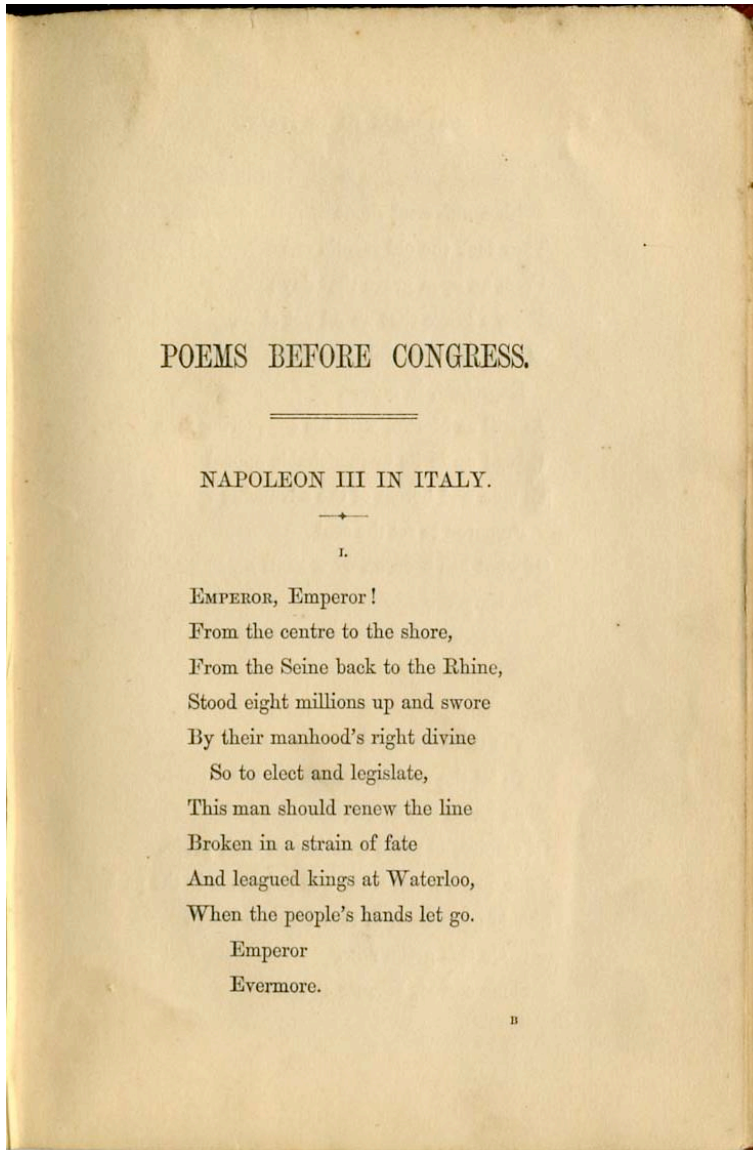 POEMS BEFORE CONGRESS.
NAPOLEON III IN ITALY.
I.
EMPEROR, Emperor!
From the centre to the shore,
From the Seine back to the Rhine,
Stood eight millions up and swore
By their manhood's right divine
So to elect and legislate,
This man should renew the line
Broken in a strain of fate
And leagued kings at Waterloo,
When the people's hands let go.
Emperor
Evermore.
B